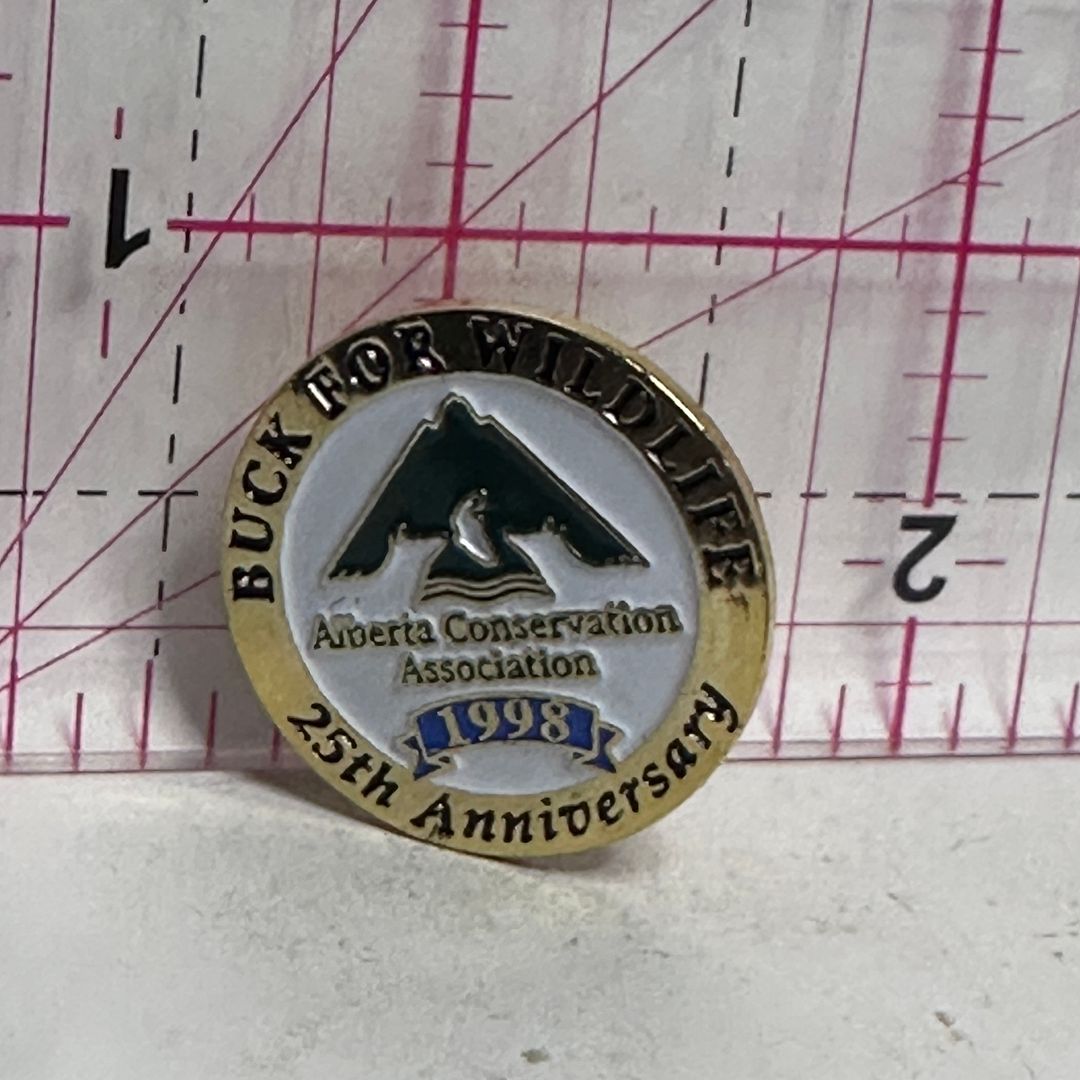 1
BUCK FOR WILDLIFE
2
Alberta Conservation
Association
1998
25th Anniversary